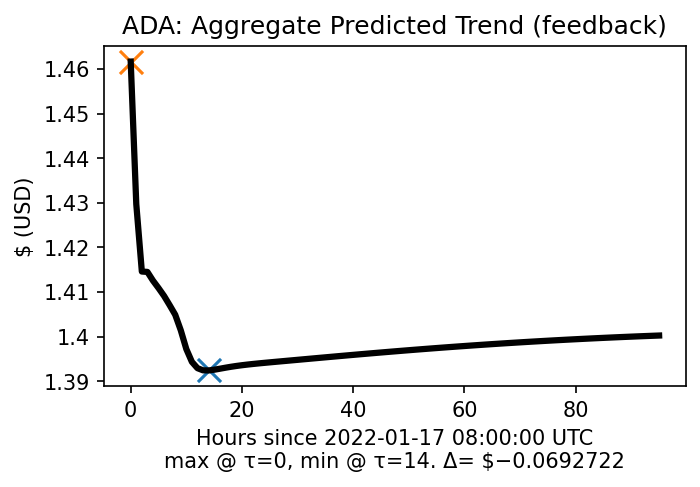 ADA: Aggregate Predicted Trend (feedback)
1.46
1.45
1.44
1.43
1.42
1.41
1.4
1.39
$ (USD)
0 20 40 60 80
Hours since 2022-01-17 08:00:00 UTC
max @ τ=0, min @ τ=14. Δ= $−0.0692722